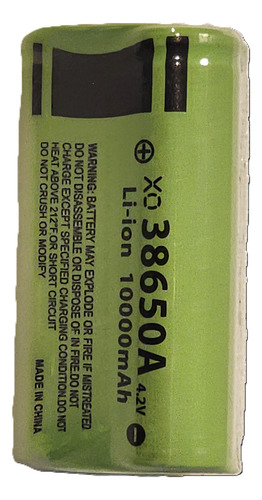 ⊕ XO 38650A 4.2V ⊖
Li-ion 10000mAh
WARNING: BATTERY MAY EXPLODE OR FIRE IF MISTREATED
DO NOT DISASSEMBLE OR DISPOSE OF IN FIRE.DO NOT
CHARGE EXCEPT SPECIFIED CHARGING CONDITION.DO NOT
HEAT ABOVE 212°F.OR SHORT CIRCUIT
DO NOT CRUSH OR MODIFY
MADE IN CHINA